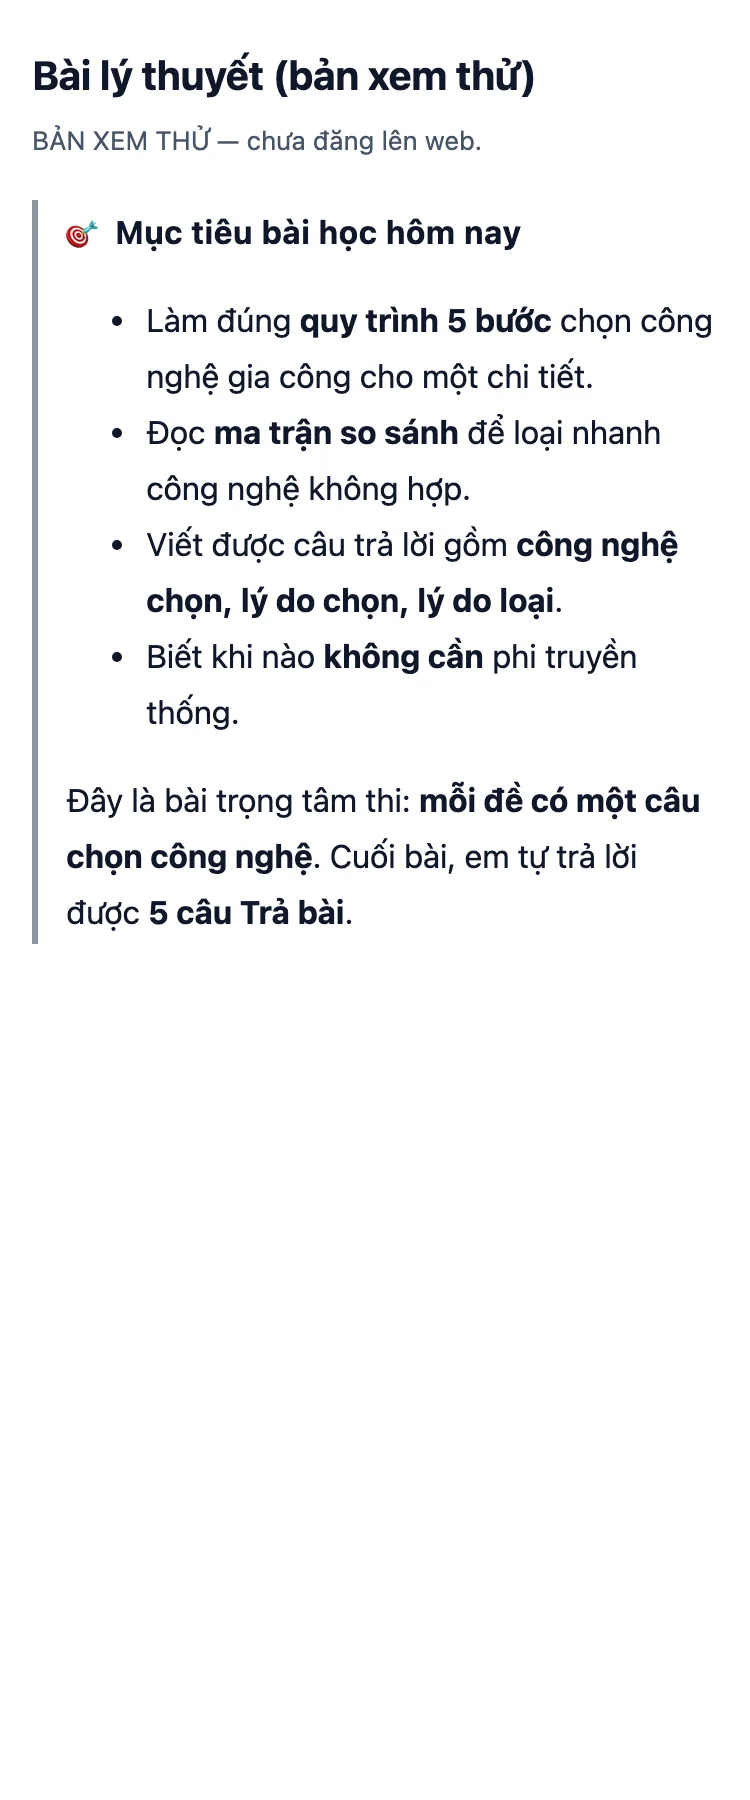 Bài lý thuyết (bản xem thử)
BẢN XEM THỬ — chưa đăng lên web.
🎯 Mục tiêu bài học hôm nay
• Làm đúng quy trình 5 bước chọn công
nghệ gia công cho một chi tiết.
• Đọc ma trận so sánh để loại nhanh
công nghệ không hợp.
• Viết được câu trả lời gồm công nghệ
chọn, lý do chọn, lý do loại.
• Biết khi nào không cần phi truyền
thống.
Đây là bài trọng tâm thi: mỗi đề có một câu
chọn công nghệ. Cuối bài, em tự trả lời
được 5 câu Trả bài.